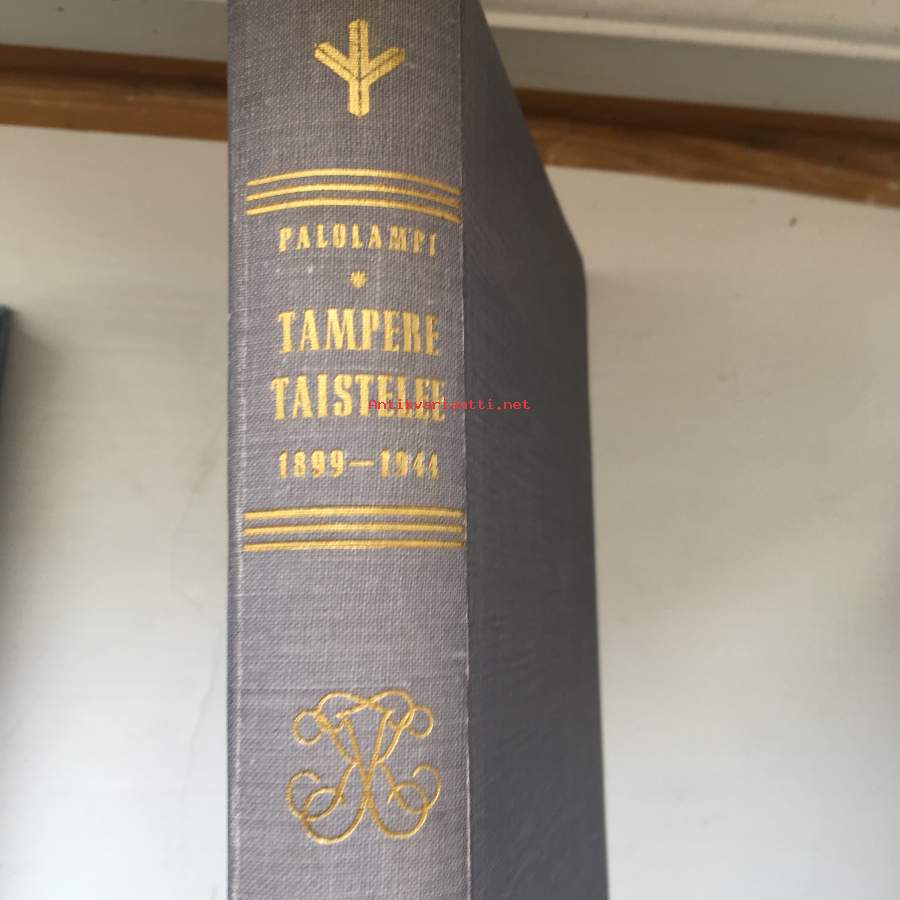 PALOLAMPI
*
TAMPERE
TAISTELEE
Antikvariaatti.net
1899—1944